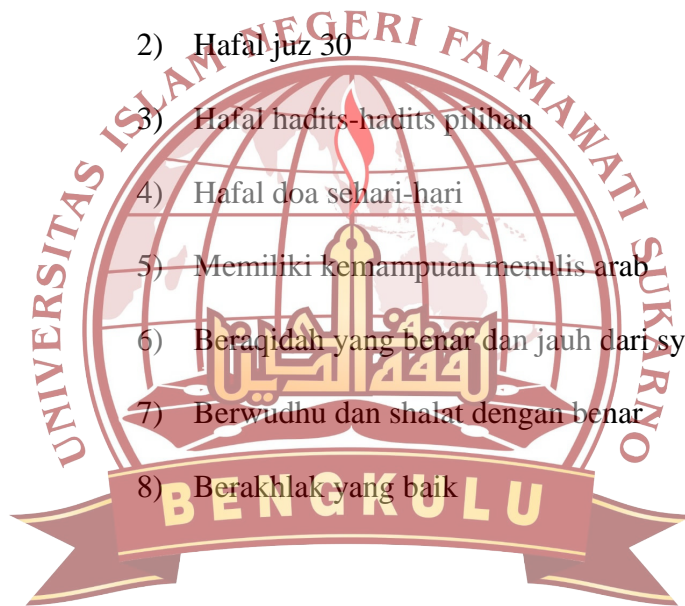 UNIVERSITAS ISLAM NEGERI FATMAWATI SUKARNO
2) Hafal juz 30
3) Hafal hadits-hadits pilihan
4) Hafal doa sehari-hari
5) Memiliki kemampuan menulis arab
6) Beraqidah yang benar dan jauh dari sy
7) Berwudhu dan shalat dengan benar
8) Berakhlak yang baik
BENGKULU